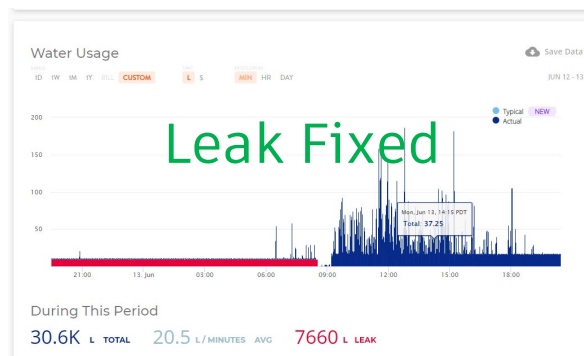 Water Usage
Save Data
1D 1W 1M 1Y BILL CUSTOM L $ MIN HR DAY JUN 12 - 13
Typical NEW
Actual
Leak Fixed
200
150
100
50
Mon, Jun 13, 14:15 PDT
Total 37.25
21:00 13. Jun 03:00 06:00 09:00 12:00 15:00 18:00
During This Period
30.6K L TOTAL 20.5 L / MINUTES AVG 7660 L LEAK